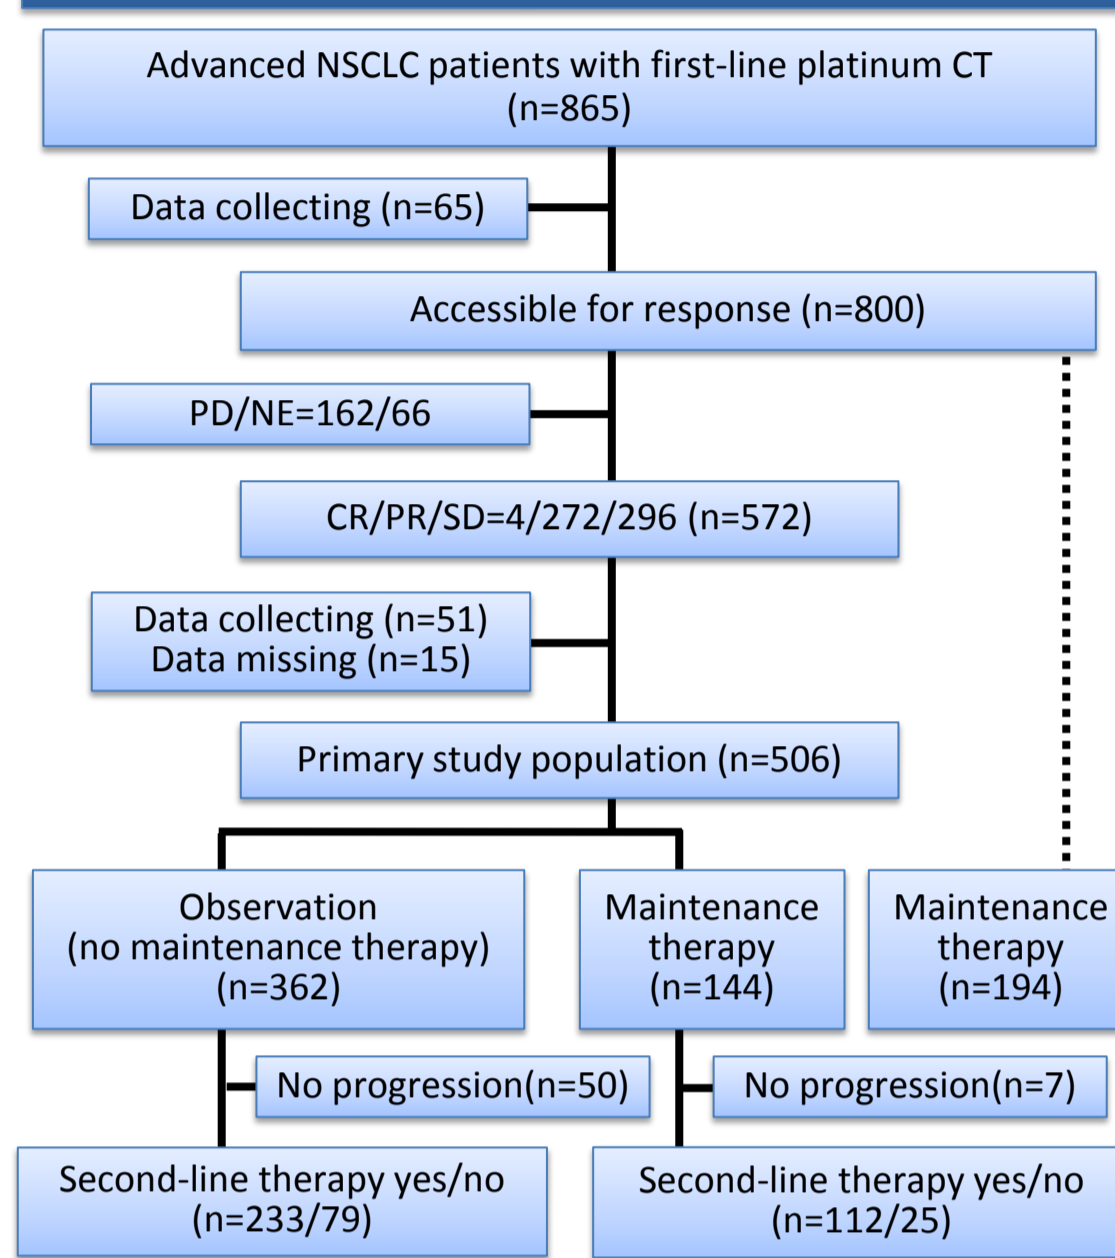 Advanced NSCLC patients with first-line platinum CT
(n=865)
Data collecting (n=65)
Accessible for response (n=800)
PD/NE=162/66
CR/PR/SD=4/272/296 (n=572)
Data collecting (n=51)
Data missing (n=15)
Primary study population (n=506)
Observation
(no maintenance therapy)
(n=362)
Maintenance
therapy
(n=144)
Maintenance
therapy
(n=194)
No progression(n=50)
No progression(n=7)
Second-line therapy yes/no
(n=233/79)
Second-line therapy yes/no
(n=112/25)